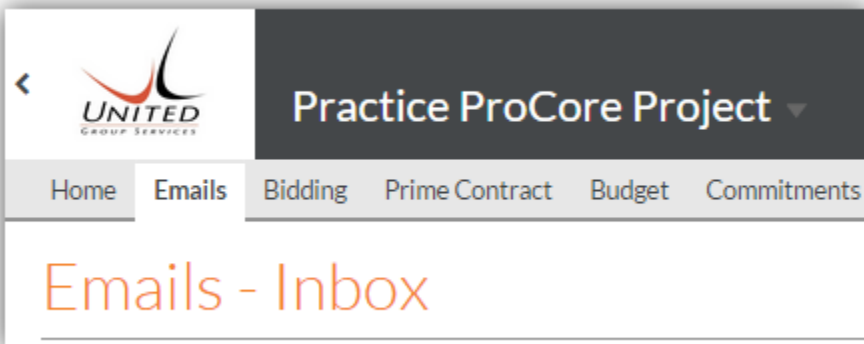 UNITED
GROUP SERVICES
Practice ProCore Project
Home Emails Bidding Prime Contract Budget Commitments
Emails - Inbox